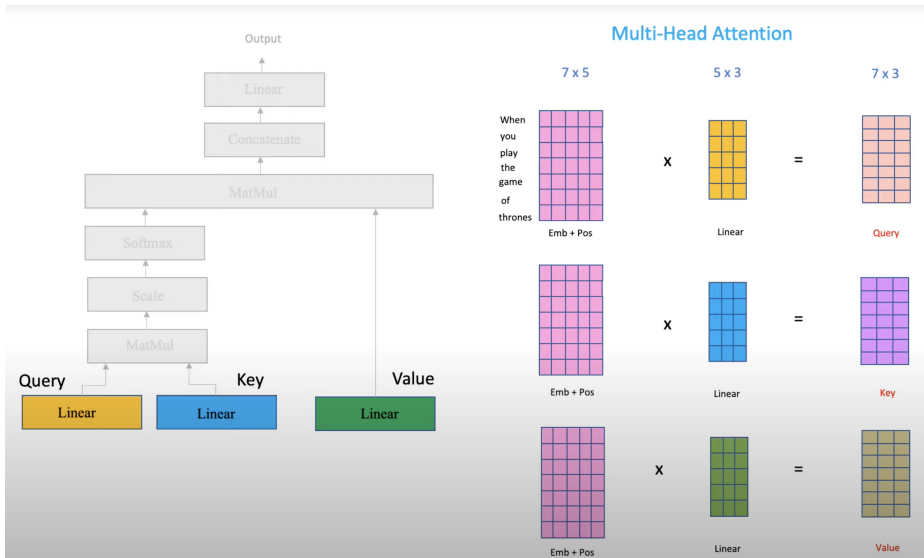 Output
Linear
Concatenate
MatMul
Softmax
Scale
MatMul
Query
Key
Value
Linear
Linear
Linear
Multi-Head Attention
7 x 5
5 x 3
7 x 3
When
you
play
the
game
of
thrones
x
=
Emb + Pos
Linear
Query
x
=
Emb + Pos
Linear
Key
x
=
Emb + Pos
Linear
Value